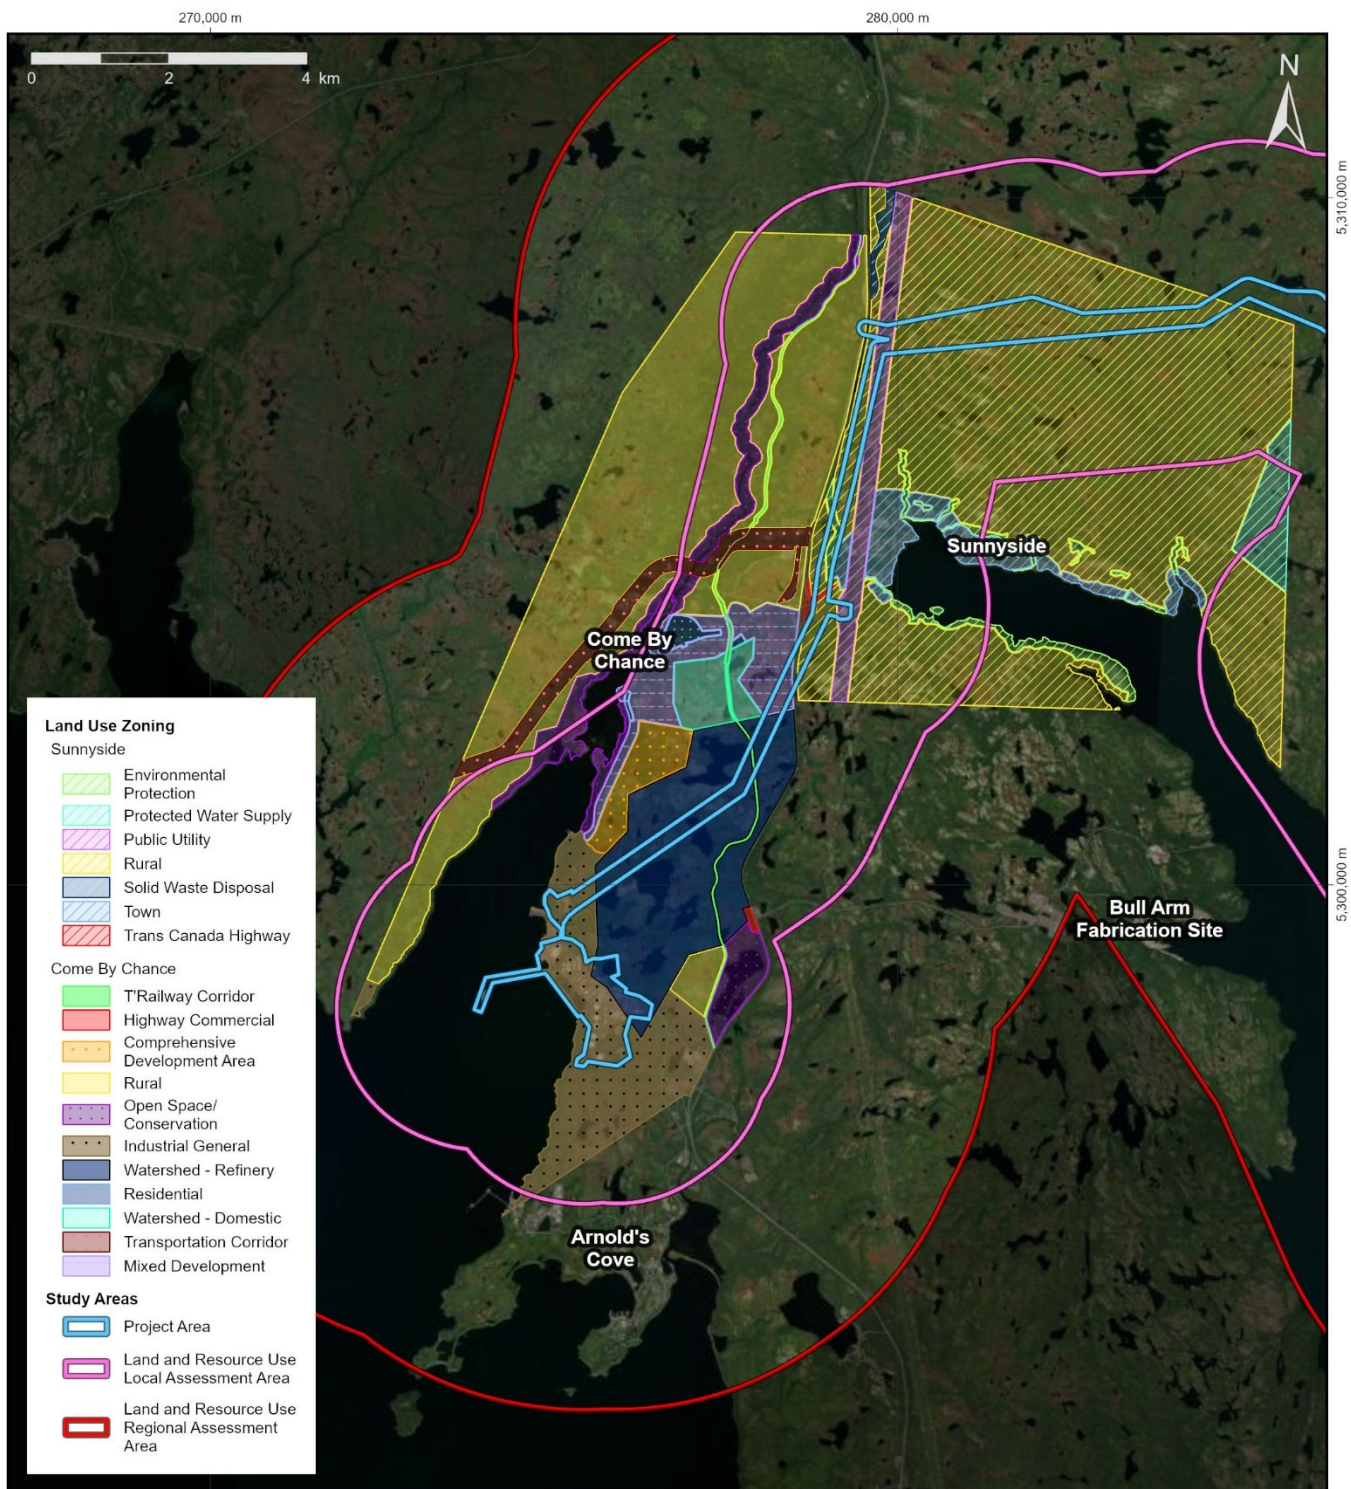 270,000 m
280,000 m
0 2 4 km
N
5,310,000 m
Sunnyside
Come By
Chance
5,300,000 m
Bull Arm
Fabrication Site
Arnold's
Cove
Land Use Zoning
Sunnyside
Environmental
Protection
Protected Water Supply
Public Utility
Rural
Solid Waste Disposal
Town
Trans Canada Highway
Come By Chance
T'Railway Corridor
Highway Commercial
Comprehensive
Development Area
Rural
Open Space/
Conservation
Industrial General
Watershed - Refinery
Residential
Watershed - Domestic
Transportation Corridor
Mixed Development
Study Areas
Project Area
Land and Resource Use
Local Assessment Area
Land and Resource Use
Regional Assessment
Area